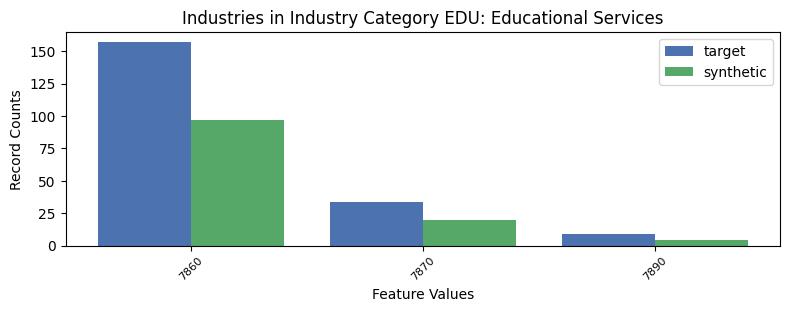 Industries in Industry Category EDU: Educational Services
target
synthetic
Record Counts
150
125
100
75
50
25
0
7860
7870
7890
Feature Values